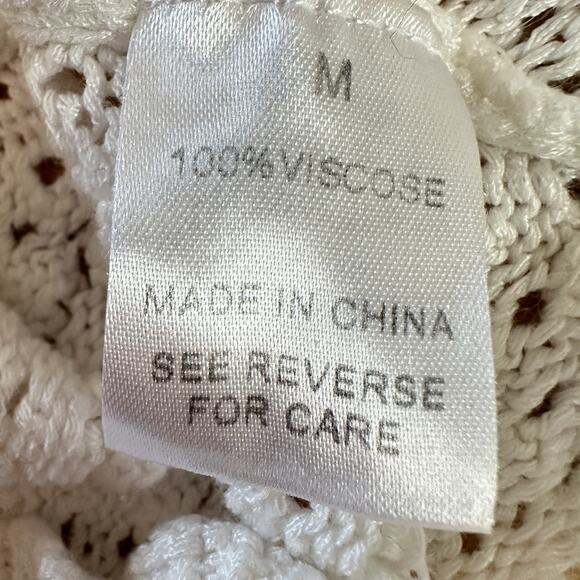 M
100% VISCOSE
MADE IN CHINA
SEE REVERSE
FOR CARE